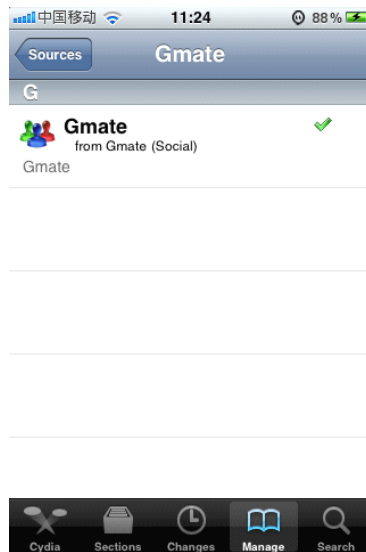 中国移动 11:24 88%
Sources Gmate
G
Gmate
from Gmate (Social)
Gmate
Cydia Sections Changes Manage Search